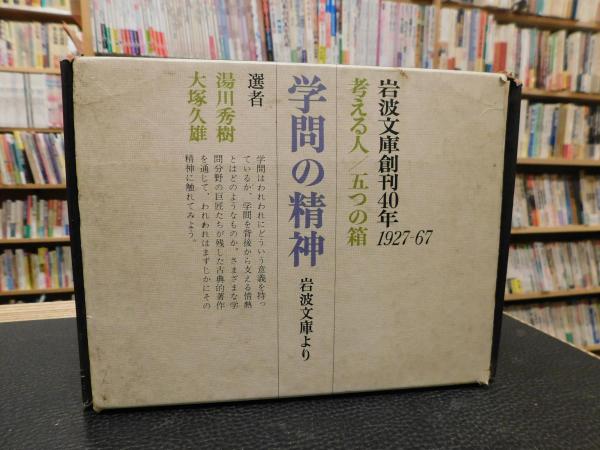 岩波文庫創刊40年
1927-67
考える人／五つの箱
学問の精神
岩波文庫より
選者
湯川秀樹
大塚久雄
学問はわれわれにどういう意義を持っ
ているか、学問を背後から支える情熱
とはどのようなものか。さまざまな学
問分野の巨匠たちが残した古典的著作
を通して、われわれはまずじかにその
精神に触れてみよう。